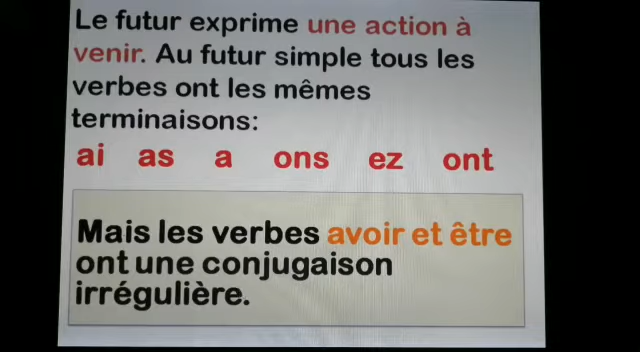 Le futur exprime une action à
venir. Au futur simple tous les
verbes ont les mêmes
terminaisons:
ai as a ons ez ont
Mais les verbes avoir et être
ont une conjugaison
irrégulière.